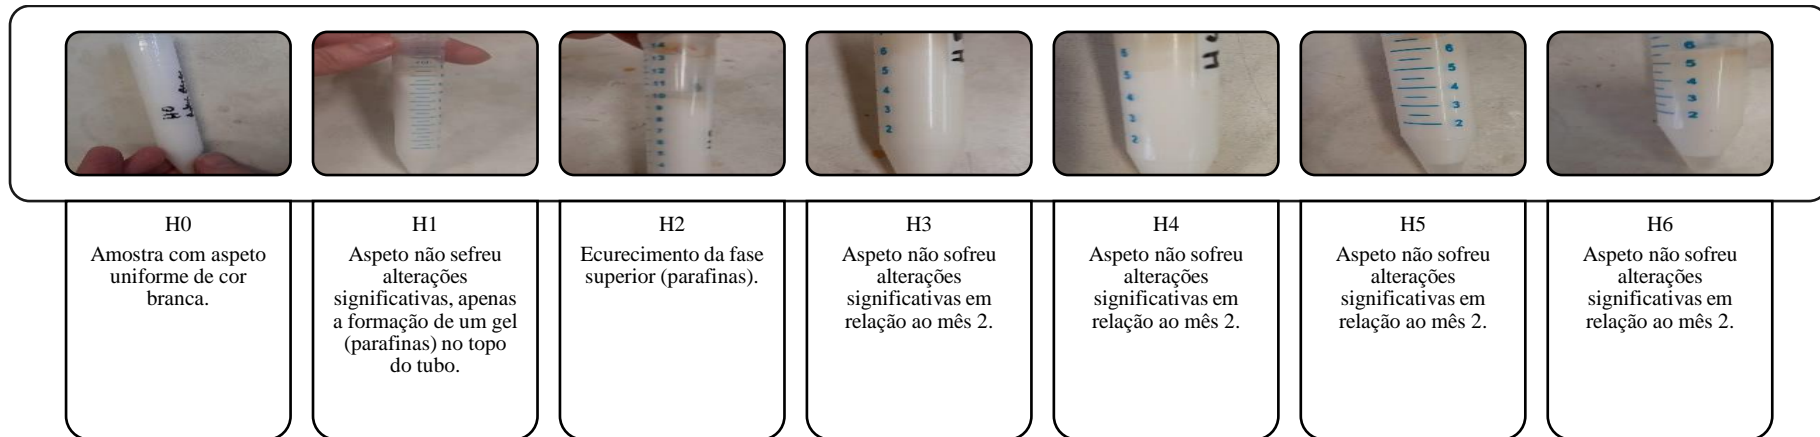 H0
Amostra com aspeto
uniforme de cor
branca.
H1
Aspeto não sefreu
alterações
significativas, apenas
a formação de um gel
(parafinas) no topo
do tubo.
H2
Ecurecimento da fase
superior (parafinas).
H3
Aspeto não sofreu
alterações
significativas em
relação ao mês 2.
H4
Aspeto não sofreu
alterações
significativas em
relação ao mês 2.
H5
Aspeto não sofreu
alterações
significativas em
relação ao mês 2.
H6
Aspeto não sofreu
alterações
significativas em
relação ao mês 2.